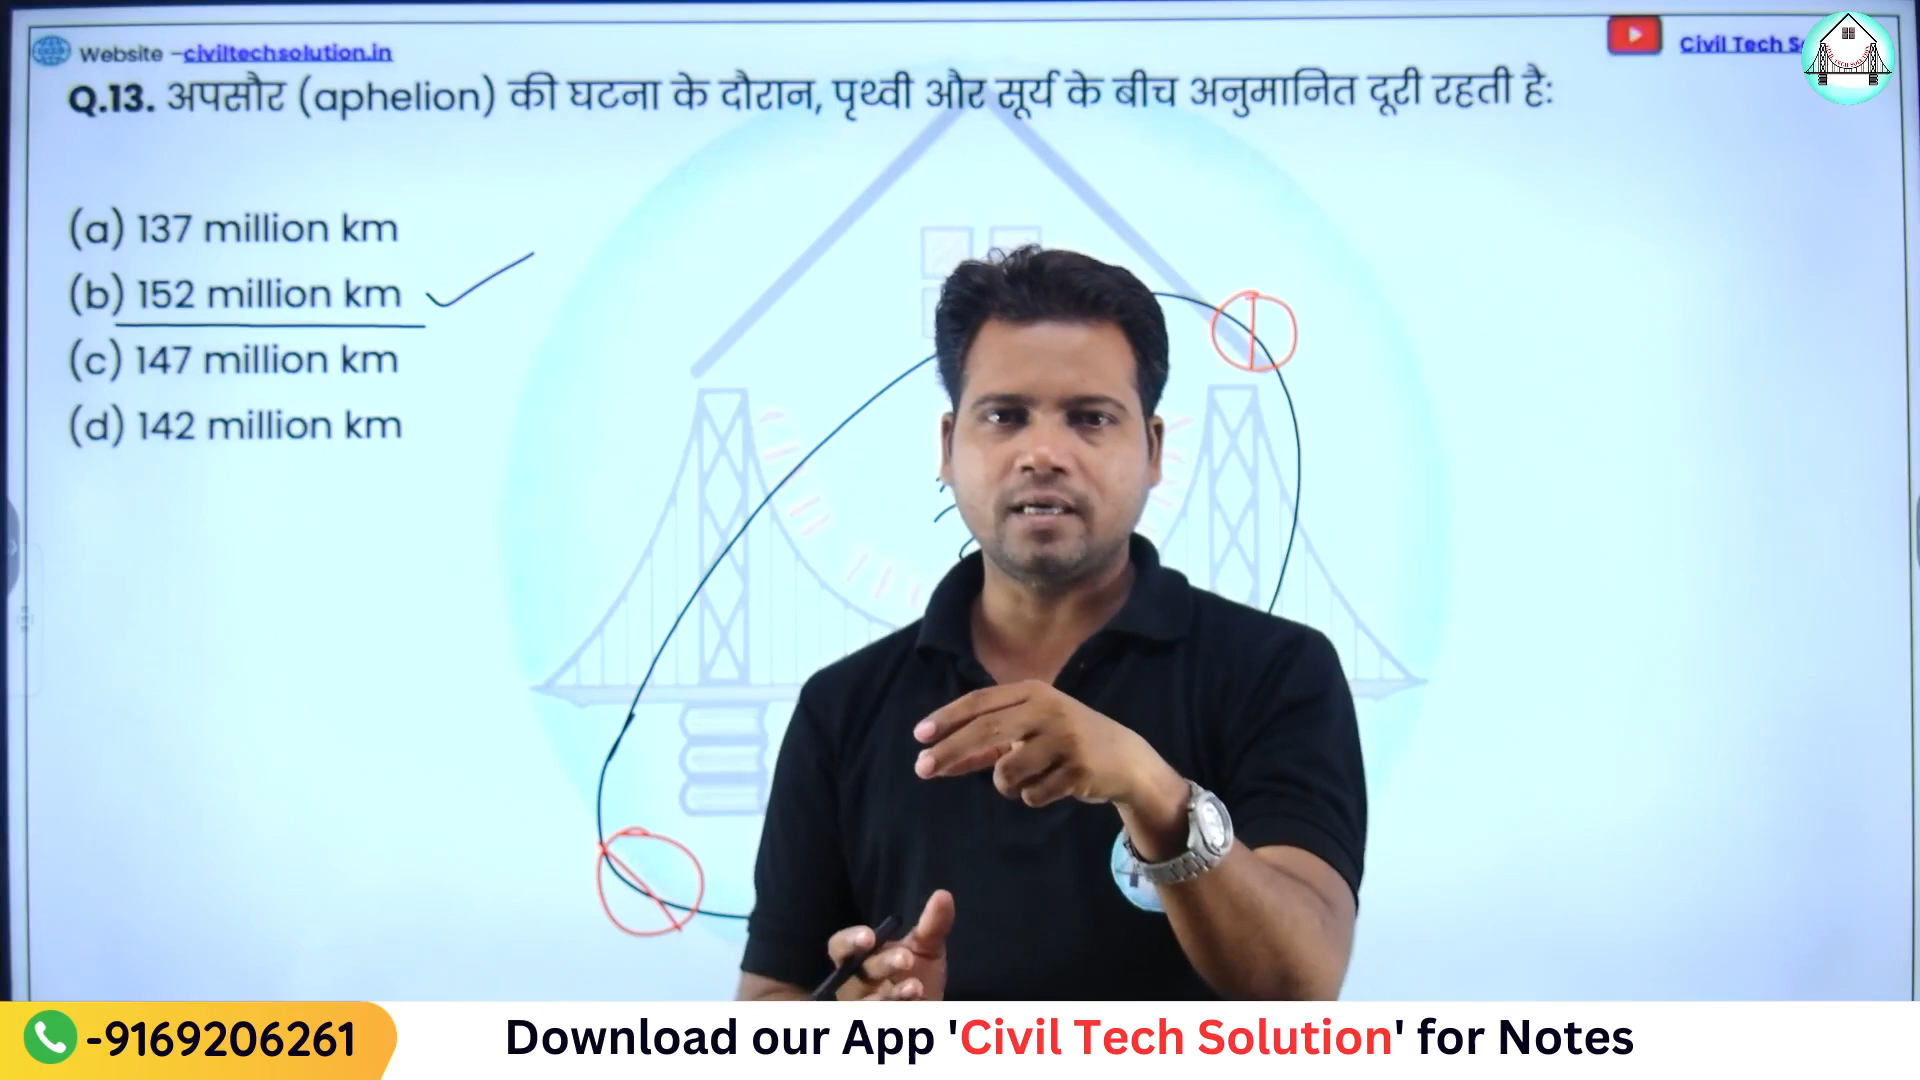 Website –civiltechsolution.in
Civil Tech S
Q.13. अपसौर (aphelion) की घटना के दौरान, पृथ्वी और सूर्य के बीच अनुमानित दूरी रहती है:
(a) 137 million km
(b) 152 million km
(c) 147 million km
(d) 142 million km
-9169206261
Download our App 'Civil Tech Solution' for Notes